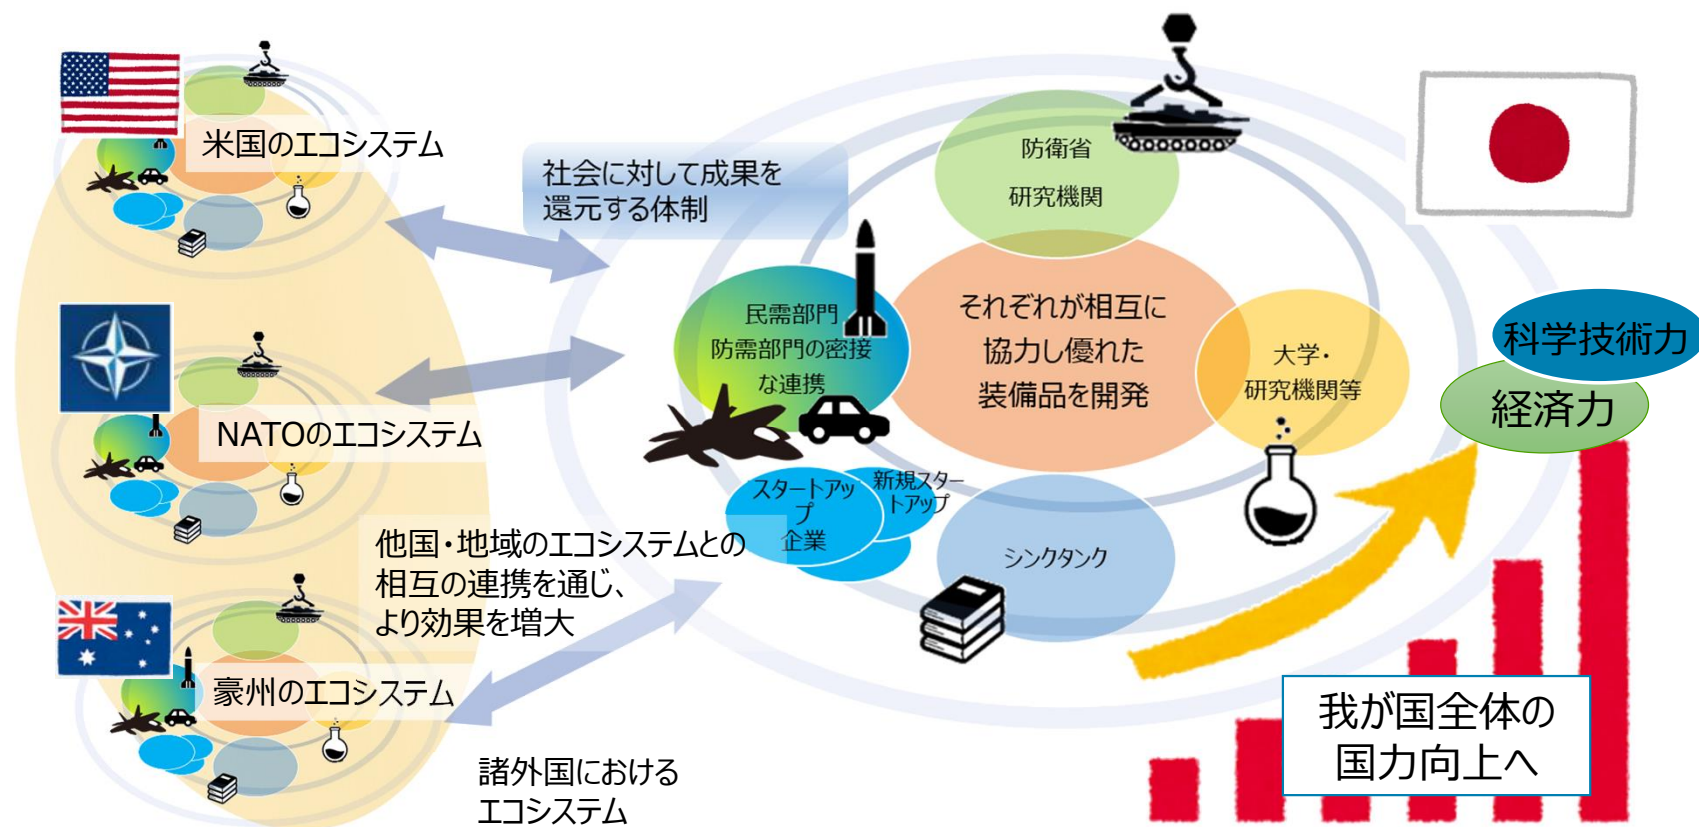 米国のエコシステム
NATOのエコシステム
豪州のエコシステム
諸外国における
エコシステム
社会に対して成果を
還元する体制
他国・地域のエコシステムとの
相互の連携を通じ、
より効果を増大
防衛省
研究機関
民需部門
防需部門の密接
な連携
それぞれが相互に
協力し優れた
装備品を開発
大学・
研究機関等
スタートアッ
プ
企業
新規スター
トアップ
シンクタンク
科学技術力
経済力
我が国全体の
国力向上へ